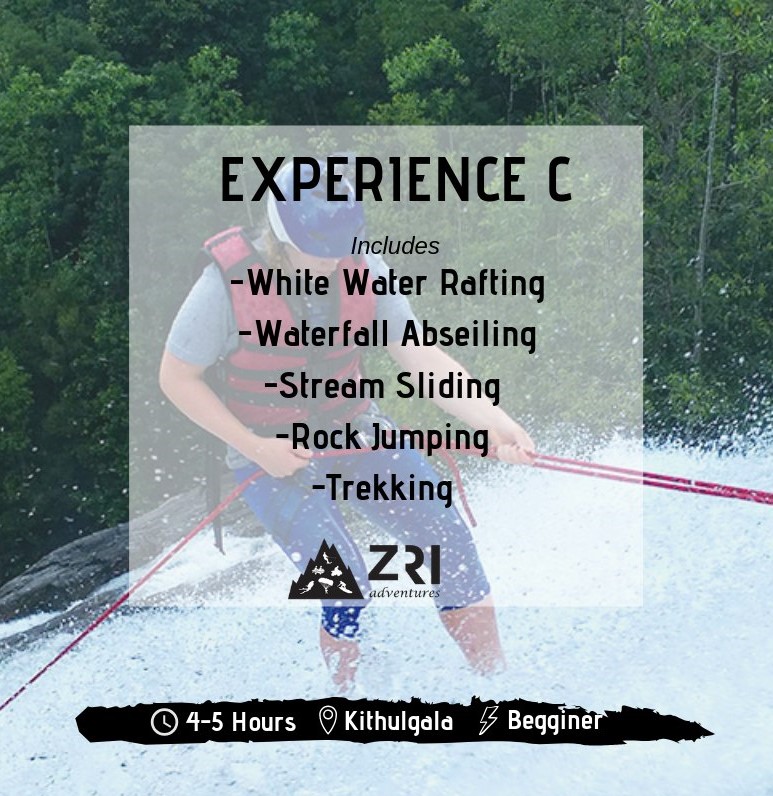 EXPERIENCE C
Includes
-White Water Rafting
-Waterfall Abseiling
-Stream Sliding
-Rock Jumping
-Trekking
ZRI
adventures
4-5 Hours Kithulgala Begginer